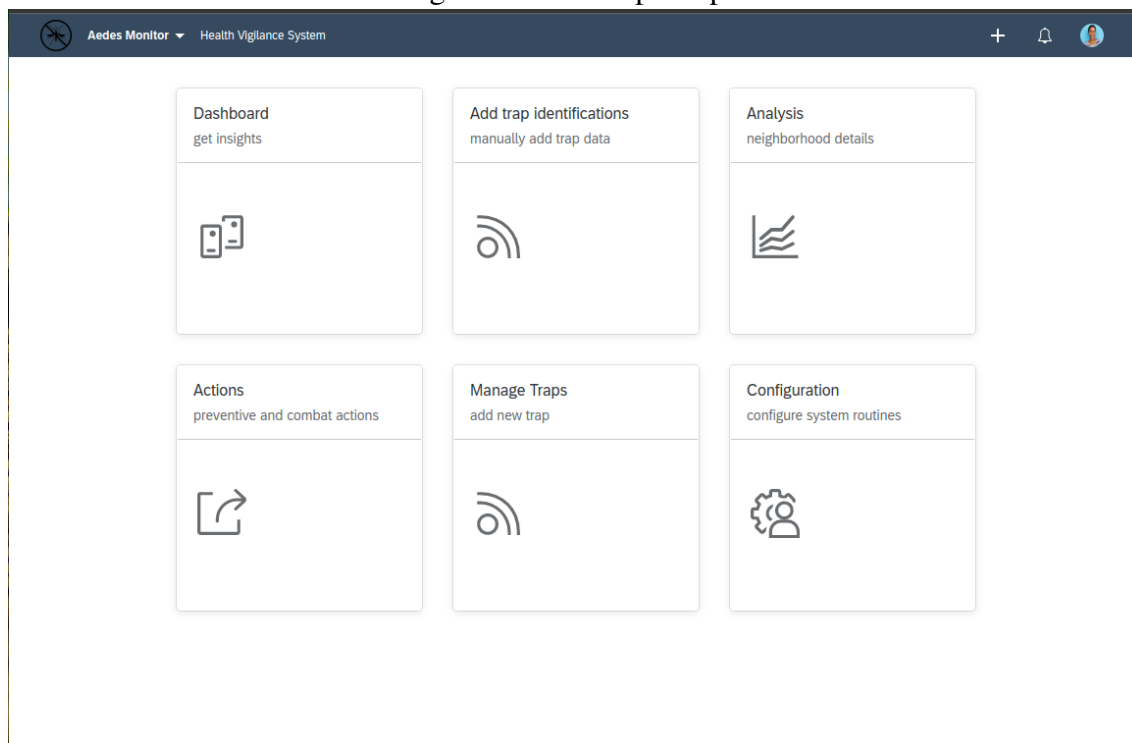 Aedes Monitor Health Vigilance System
Dashboard
get insights
Add trap identifications
manually add trap data
Analysis
neighborhood details
Actions
preventive and combat actions
Manage Traps
add new trap
Configuration
configure system routines